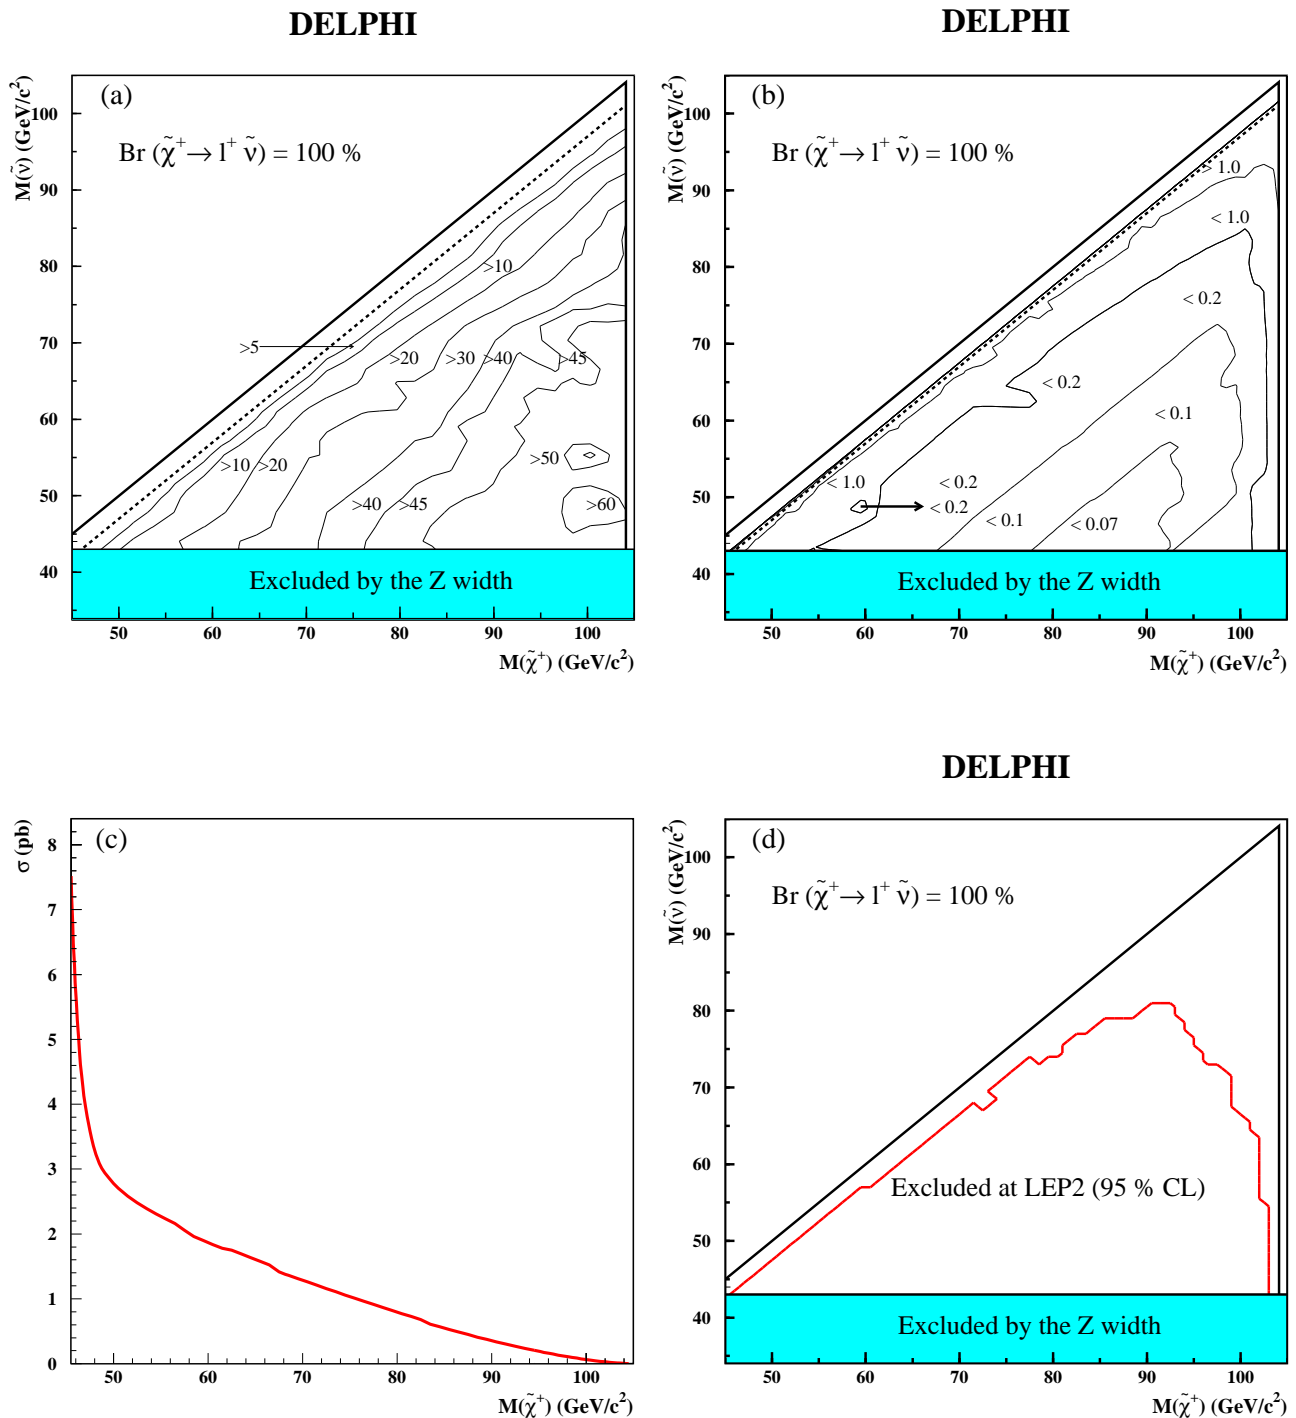 DELPHI
(a)
Br (χ̃⁺→ l⁺ ν̃) = 100 %
M(ν̃) (GeV/c²)
100
90
80
70
60
50
40
>10
>5
>20
>30
>40
>45
>10
>20
>50
>40
>45
>60
Excluded by the Z width
50 60 70 80 90 100
M(χ̃⁺) (GeV/c²)
DELPHI
(b)
Br (χ̃⁺→ l⁺ ν̃) = 100 %
M(ν̃) (GeV/c²)
100
90
80
70
60
50
40
> 1.0
< 1.0
< 0.2
< 0.2
< 0.1
< 1.0
< 0.2
< 0.2
< 0.1
< 0.07
Excluded by the Z width
50 60 70 80 90 100
M(χ̃⁺) (GeV/c²)
(c)
σ (pb)
8
7
6
5
4
3
2
1
0
50 60 70 80 90 100
M(χ̃⁺) (GeV/c²)
DELPHI
(d)
Br (χ̃⁺→ l⁺ ν̃) = 100 %
M(ν̃) (GeV/c²)
100
90
80
70
60
50
40
Excluded at LEP2 (95 % CL)
Excluded by the Z width
50 60 70 80 90 100
M(χ̃⁺) (GeV/c²)